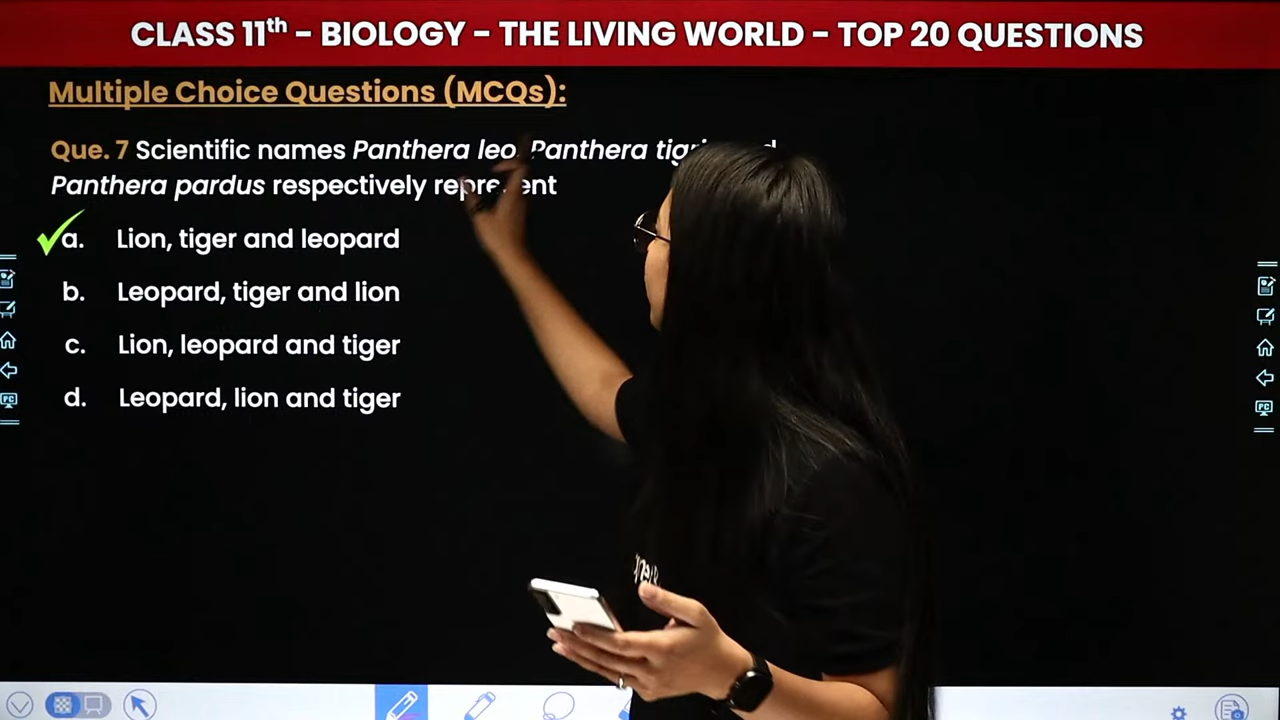 CLASS 11th - BIOLOGY - THE LIVING WORLD - TOP 20 QUESTIONS
Multiple Choice Questions (MCQs):
Que. 7 Scientific names Panthera leo, Panthera
Panthera pardus respectively represent
a. Lion, tiger and leopard
b. Leopard, tiger and lion
c. Lion, leopard and tiger
d. Leopard, lion and tiger